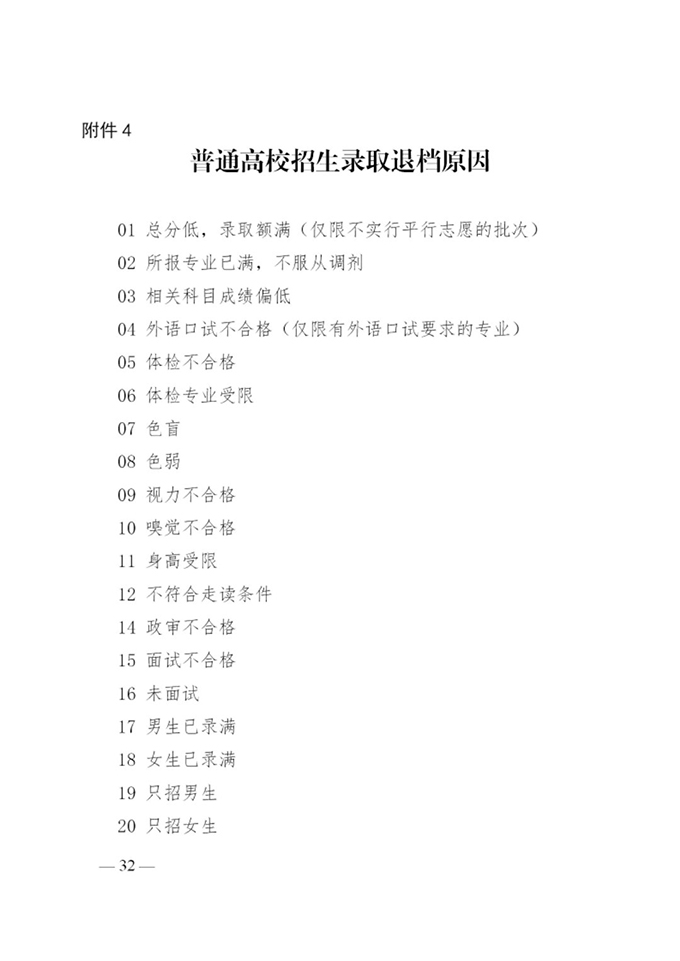 附件 4
普通高校招生录取退档原因
01 总分低，录取额满（仅限不实行平行志愿的批次）
02 所报专业已满，不服从调剂
03 相关科目成绩偏低
04 外语口试不合格（仅限有外语口试要求的专业）
05 体检不合格
06 体检专业受限
07 色盲
08 色弱
09 视力不合格
10 嗅觉不合格
11 身高受限
12 不符合走读条件
14 政审不合格
15 面试不合格
16 未面试
17 男生已录满
18 女生已录满
19 只招男生
20 只招女生
— 32 —